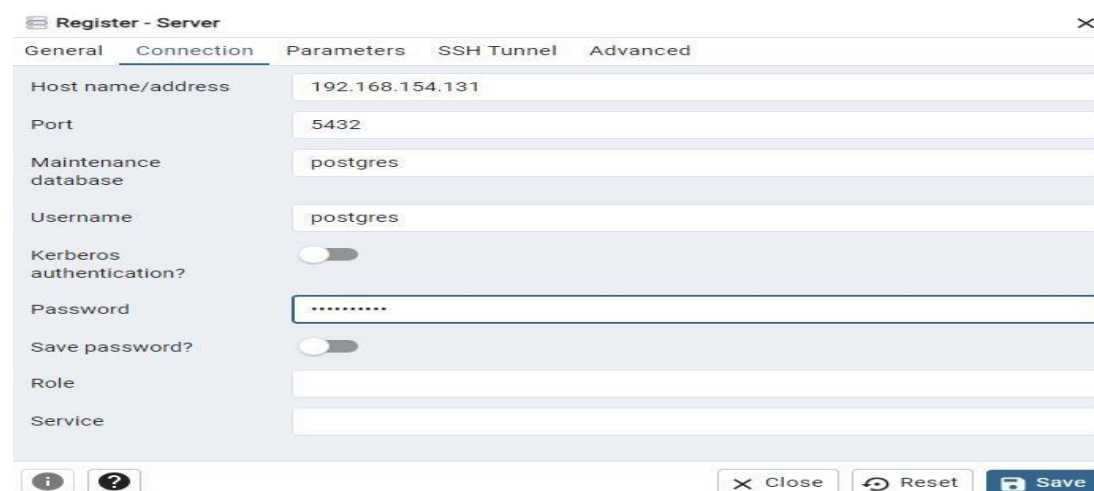 Register - Server
General Connection Parameters SSH Tunnel Advanced
Host name/address 192.168.154.131
Port 5432
Maintenance
database
postgres
Username postgres
Kerberos
authentication?
Password ••••••••••
Save password?
Role
Service
Close Reset Save